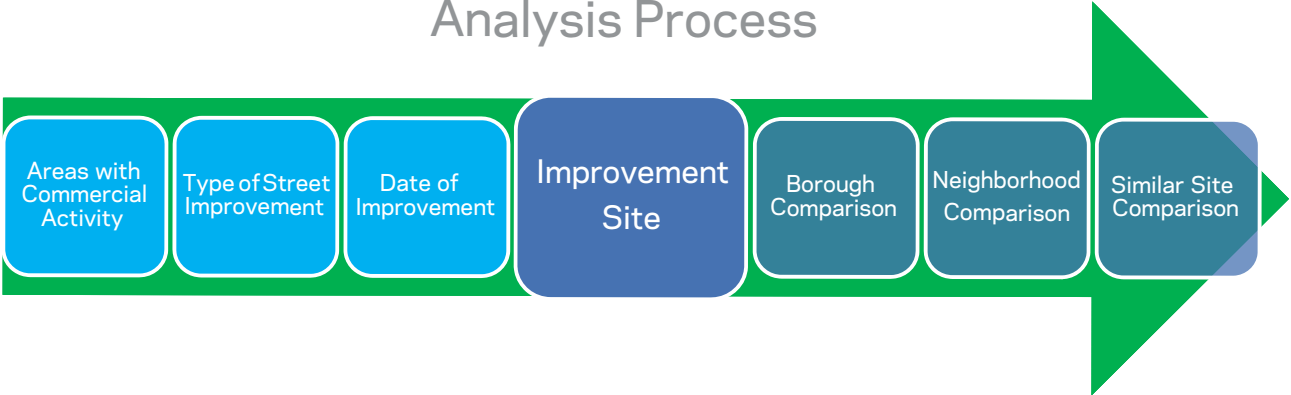 Analysis Process
Areas with
Commercial
Activity
Type of Street
Improvement
Date of
Improvement
Improvement
Site
Borough
Comparison
Neighborhood
Comparison
Similar Site
Comparison